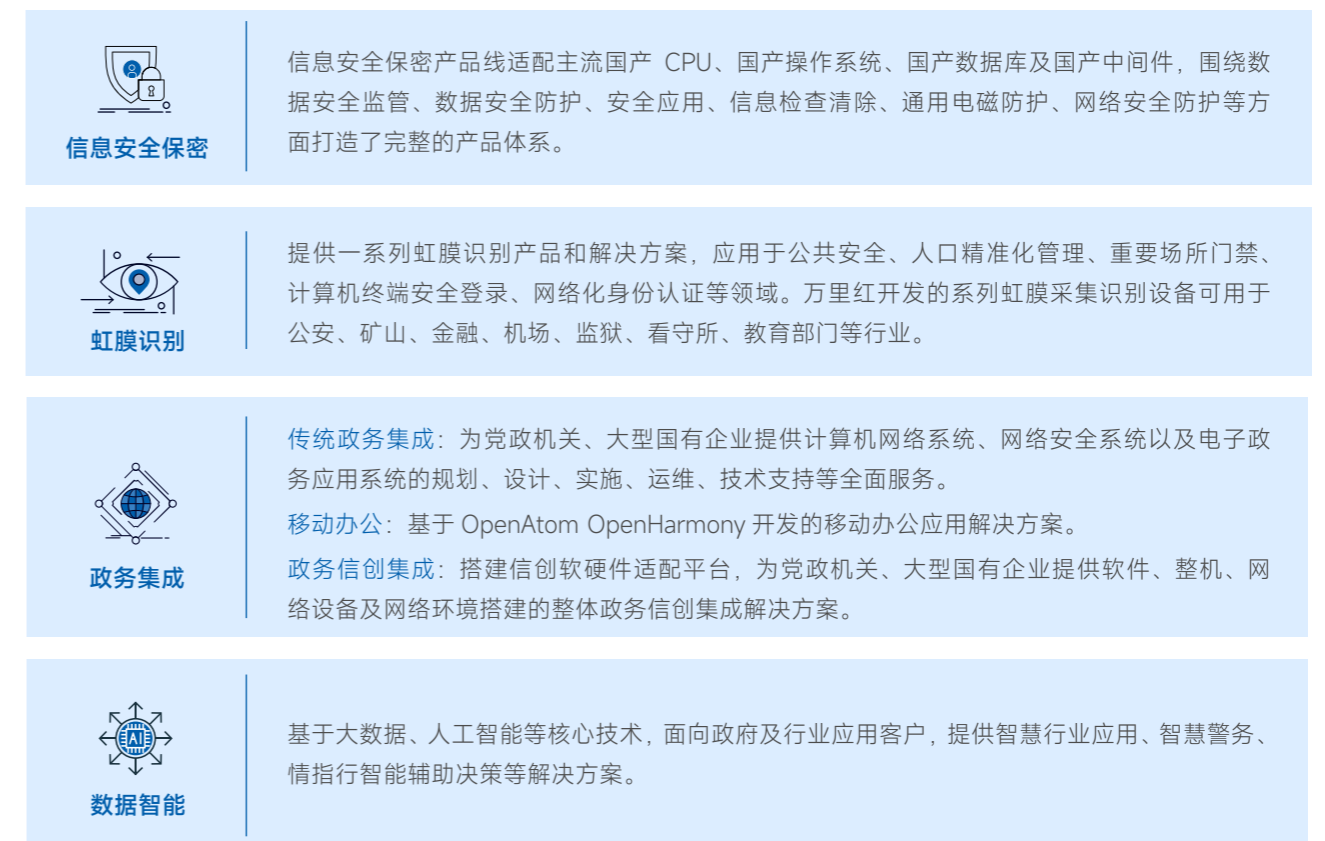 信息安全保密
信息安全保密产品线适配主流国产 CPU、国产操作系统、国产数据库及国产中间件，围绕数
据安全监管、数据安全防护、安全应用、信息检查清除、通用电磁防护、网络安全防护等方
面打造了完整的产品体系。
虹膜识别
提供一系列虹膜识别产品和解决方案，应用于公共安全、人口精准化管理、重要场所门禁、
计算机终端安全登录、网络化身份认证等领域。万里红开发的系列虹膜采集识别设备可用于
公安、矿山、金融、机场、监狱、看守所、教育部门等行业。
政务集成
传统政务集成：为党政机关、大型国有企业提供计算机网络系统、网络安全系统以及电子政
务应用系统的规划、设计、实施、运维、技术支持等全面服务。
移动办公：基于 OpenAtom OpenHarmony 开发的移动办公应用解决方案。
政务信创集成：搭建信创软硬件适配平台，为党政机关、大型国有企业提供软件、整机、网
络设备及网络环境搭建的整体政务信创集成解决方案。
AI
数据智能
基于大数据、人工智能等核心技术，面向政府及行业应用客户，提供智慧行业应用、智慧警务、
情指行智能辅助决策等解决方案。